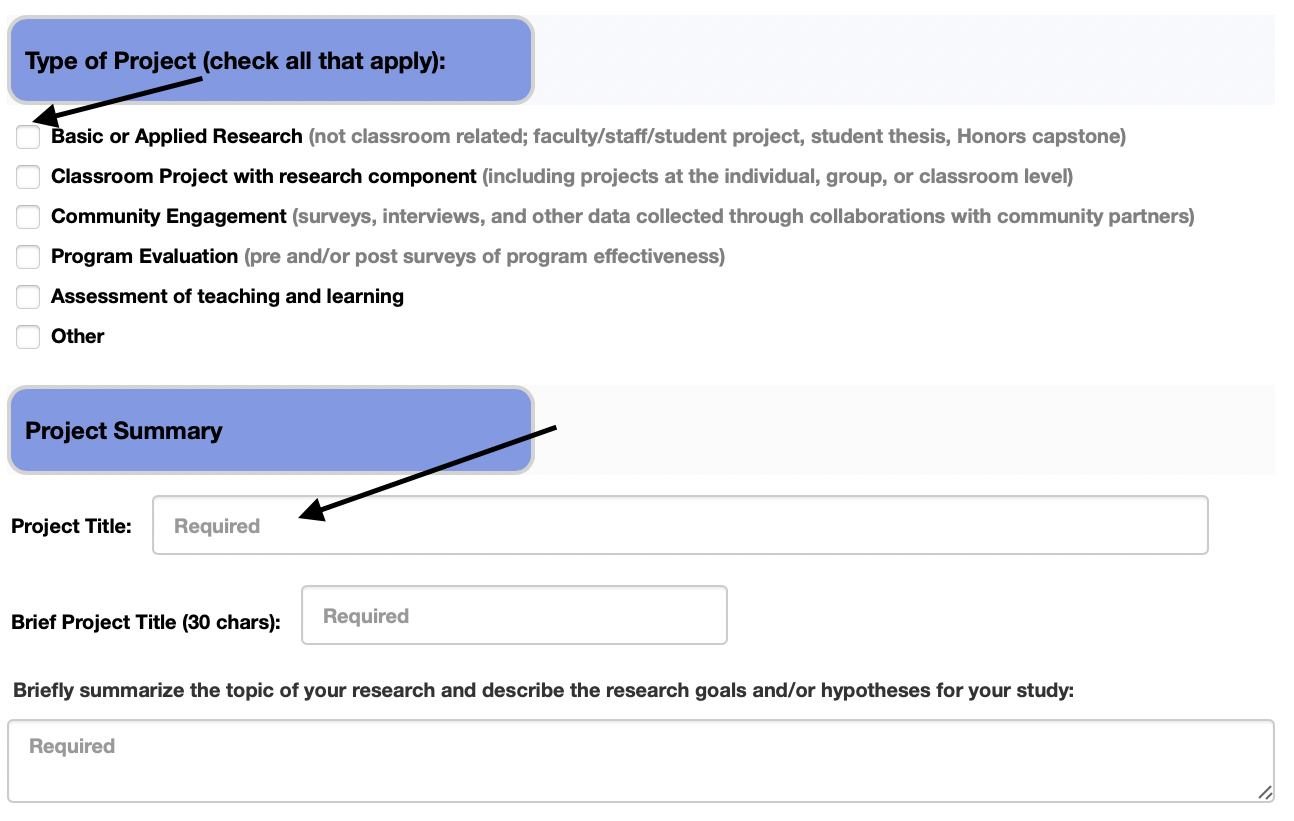 Type of Project (check all that apply):
Basic or Applied Research (not classroom related; faculty/staff/student project, student thesis, Honors capstone)
Classroom Project with research component (including projects at the individual, group, or classroom level)
Community Engagement (surveys, interviews, and other data collected through collaborations with community partners)
Program Evaluation (pre and/or post surveys of program effectiveness)
Assessment of teaching and learning
Other
Project Summary
Project Title: Required
Brief Project Title (30 chars): Required
Briefly summarize the topic of your research and describe the research goals and/or hypotheses for your study:
Required